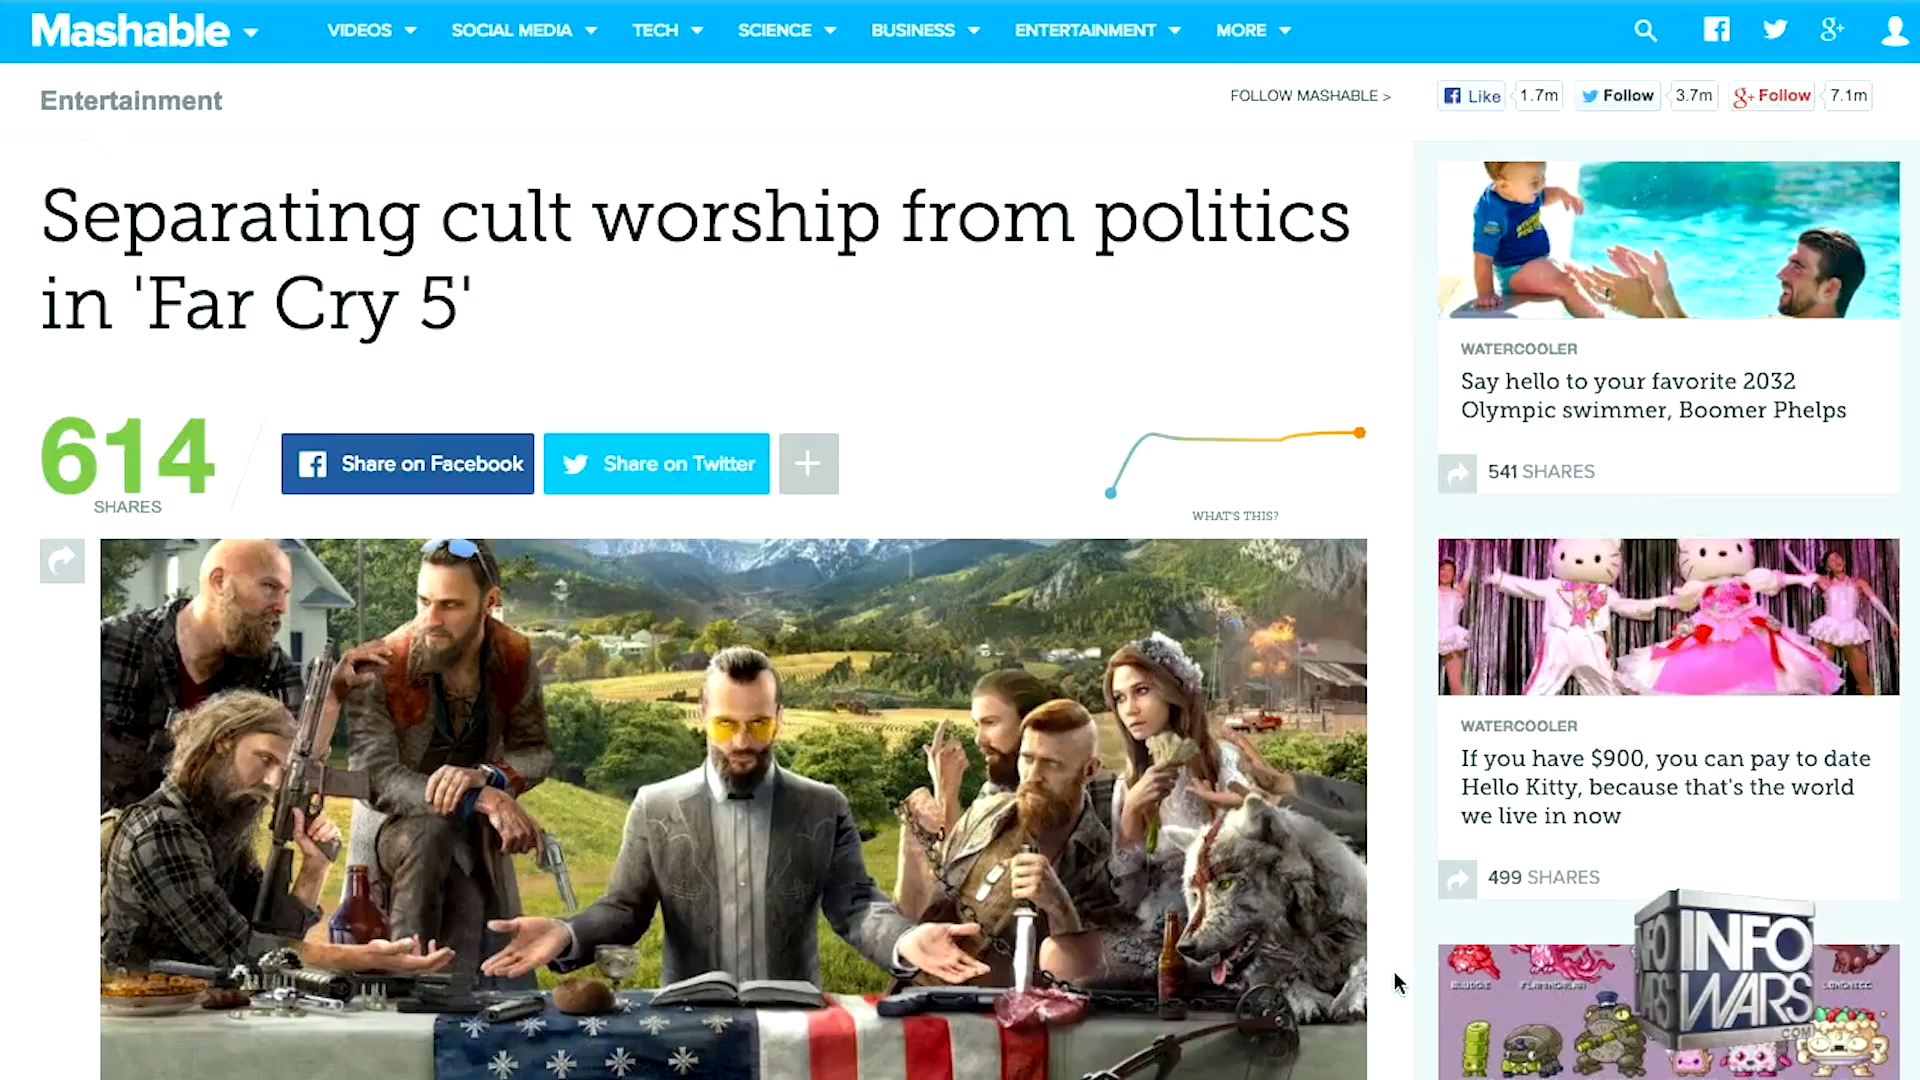 Mashable
VIDEOS
SOCIAL MEDIA
TECH
SCIENCE
BUSINESS
ENTERTAINMENT
MORE
Entertainment
FOLLOW MASHABLE >
Like
1.7m
Follow
3.7m
Follow
7.1m
Separating cult worship from politics
in 'Far Cry 5'
614
SHARES
Share on Facebook
Share on Twitter
WHAT'S THIS?
WATERCOOLER
Say hello to your favorite 2032
Olympic swimmer, Boomer Phelps
541 SHARES
WATERCOOLER
If you have $900, you can pay to date
Hello Kitty, because that's the world
we live in now
499 SHARES
INFO
WARS
.COM